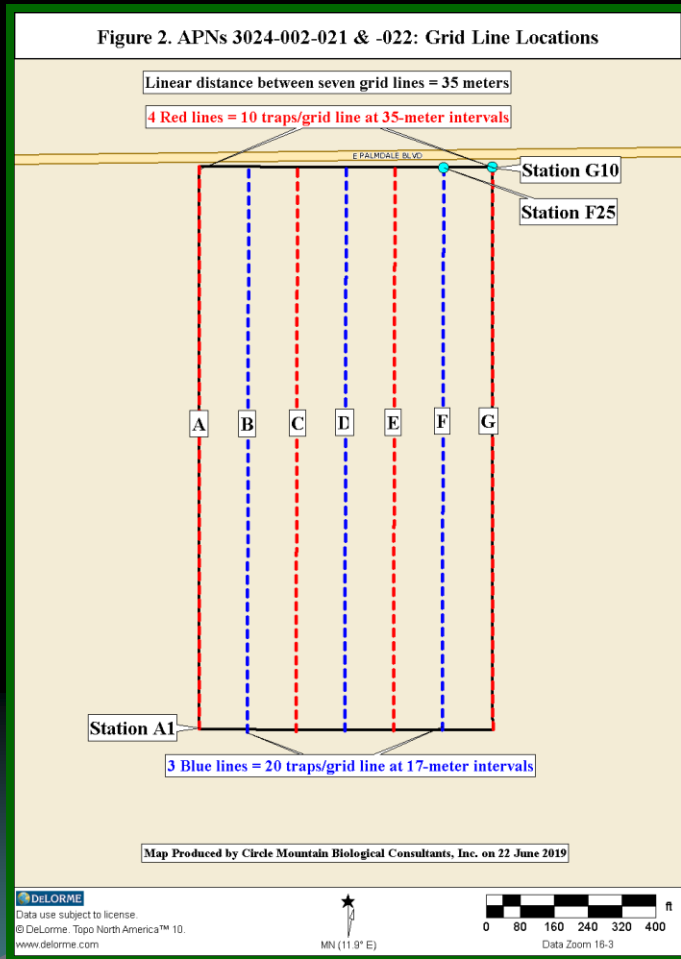 Figure 2. APNs 3024-002-021 & -022: Grid Line Locations
Linear distance between seven grid lines = 35 meters
4 Red lines = 10 traps/grid line at 35-meter intervals
E PALMDALE BLVD
Station G10
Station F25
A B C D E F G
Station A1
3 Blue lines = 20 traps/grid line at 17-meter intervals
Map Produced by Circle Mountain Biological Consultants, Inc. on 22 June 2019
DELORME
Data use subject to license.
© DeLorme. Topo North America™ 10.
www.delorme.com
MN (11.9° E)
ft
0 80 160 240 320 400
Data Zoom 16-3